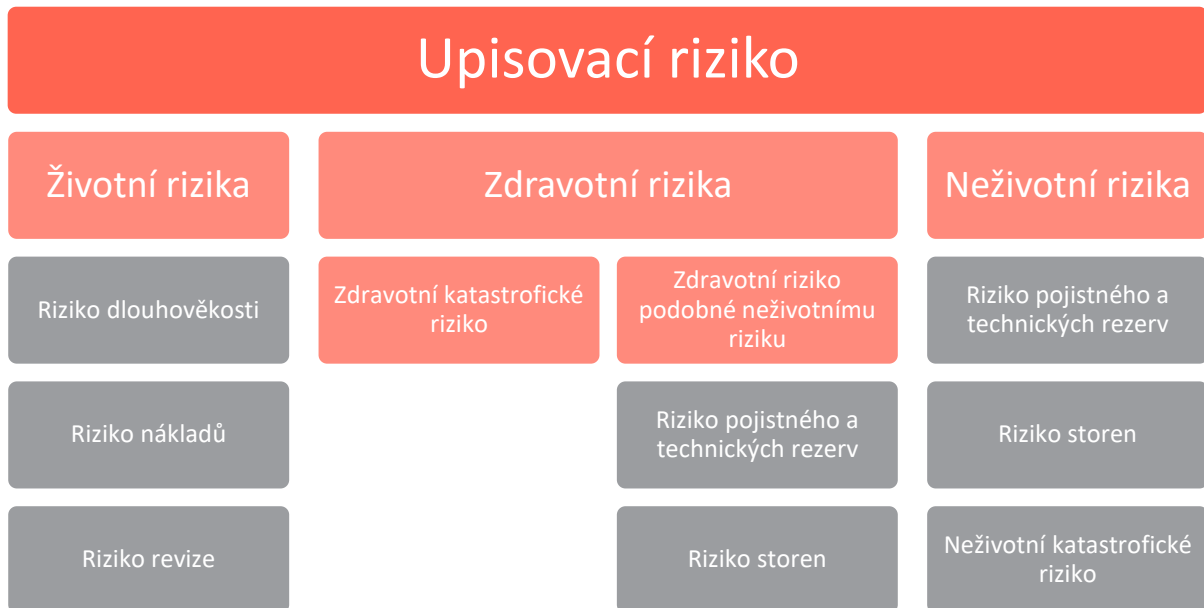 Upisovací riziko
Životní rizika
Zdravotní rizika
Neživotní rizika
Riziko dlouhověkosti
Zdravotní katastrofické
riziko
Zdravotní riziko
podobné neživotnímu
riziku
Riziko pojistného a
technických rezerv
Riziko nákladů
Riziko pojistného a
technických rezerv
Riziko storen
Riziko revize
Riziko storen
Neživotní katastrofické
riziko